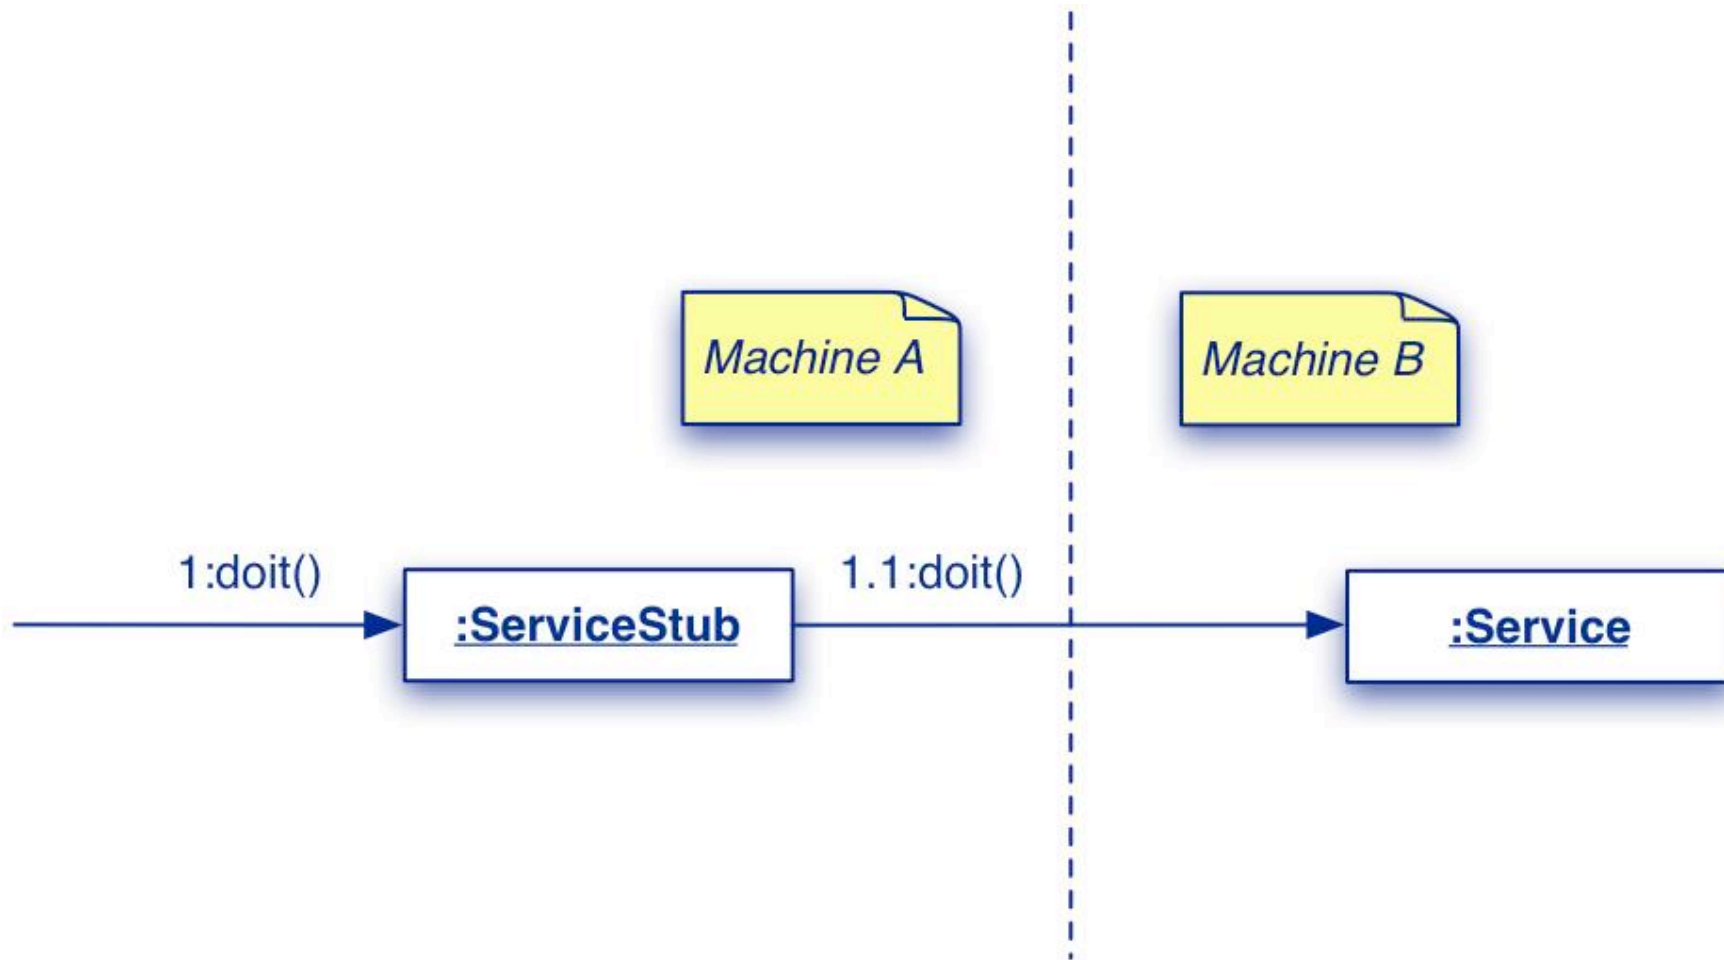 Machine A
Machine B
1:doit()
1.1:doit()
:ServiceStub
:Service